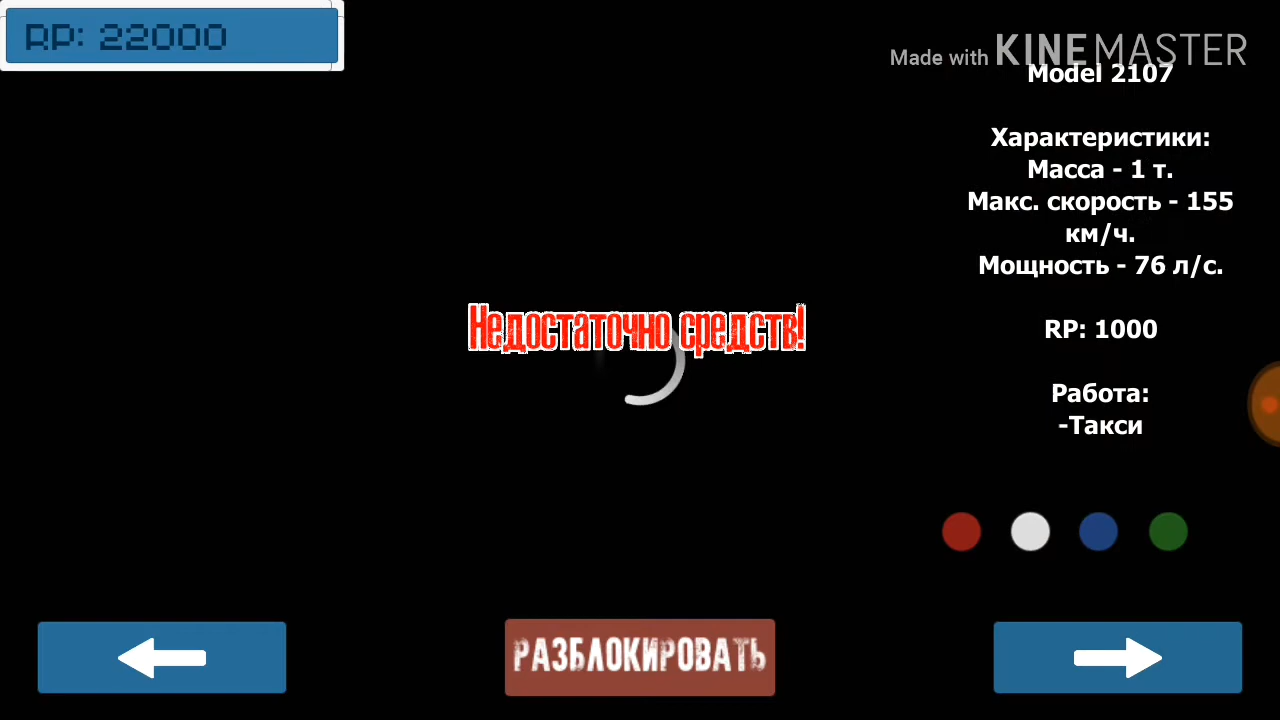 RP: 22000
Made with KINEMASTER
Model 2107
Характеристики:
Масса - 1 т.
Макс. скорость - 155
км/ч.
Мощность - 76 л/с.
Недостаточно средств!
RP: 1000
Работа:
-Такси
РАЗБЛОКИРОВАТЬ